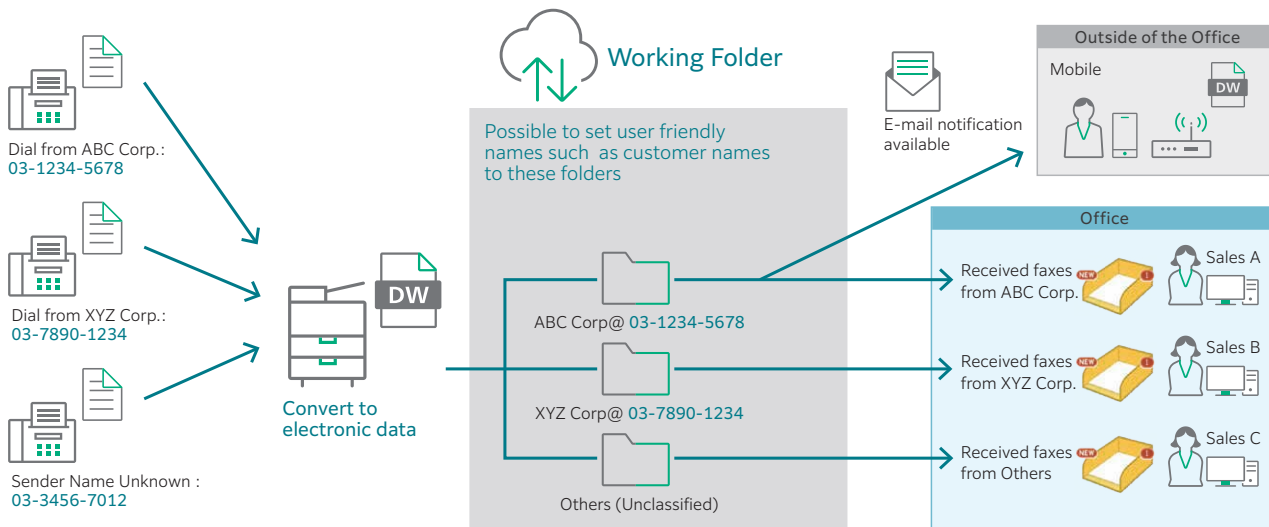 Dial from ABC Corp.:
03-1234-5678
Dial from XYZ Corp.:
03-7890-1234
Sender Name Unknown :
03-3456-7012
DW
Convert to
electronic data
Working Folder
Possible to set user friendly
names such as customer names
to these folders
ABC Corp@ 03-1234-5678
XYZ Corp@ 03-7890-1234
Others (Unclassified)
E-mail notification
available
Outside of the Office
Mobile
DW
Office
Received faxes
from ABC Corp.
NEW
Sales A
Received faxes
from XYZ Corp.
NEW
Sales B
Received faxes
from Others
NEW
Sales C